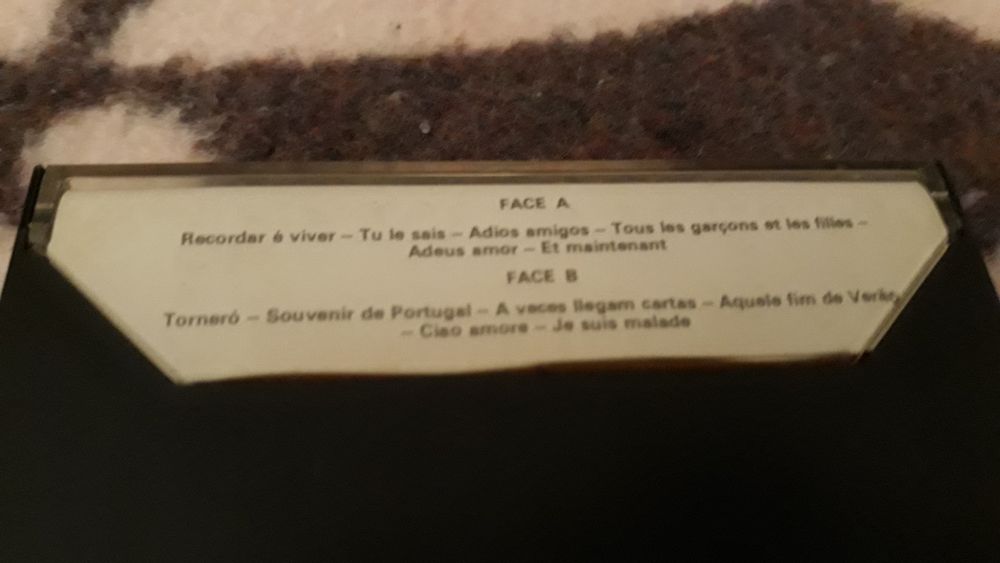 FACE A
Recordar é viver – Tu le sais – Adios amigos – Tous les garçons et les filles –
Adeus amor – Et maintenant
FACE B
Torneró – Souvenir de Portugal – A veces llegam cartas – Aquele fim de Verão
– Ciao amore – Je suis malade